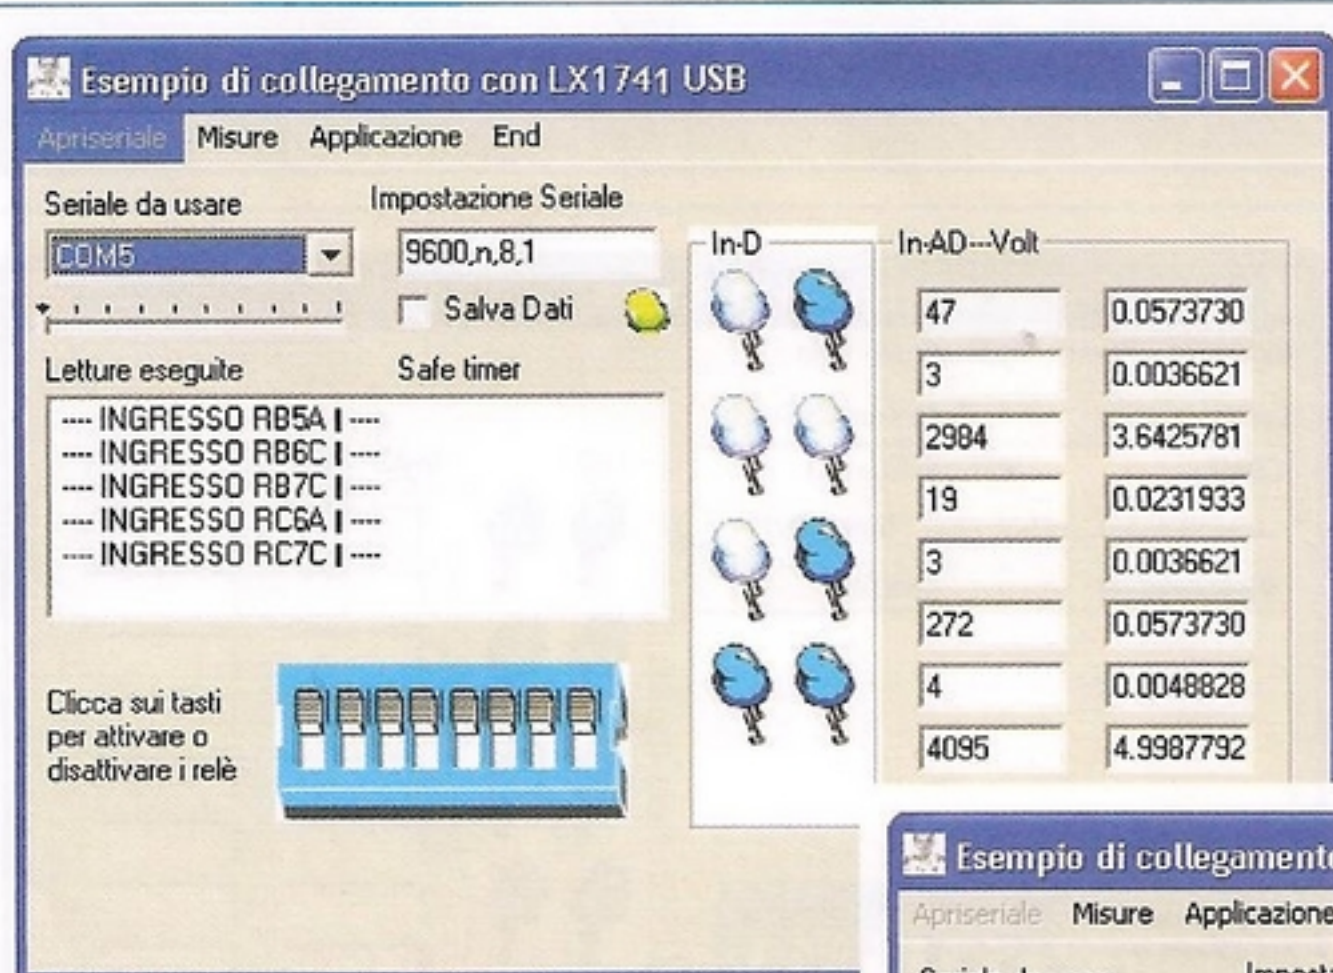 Esempio di collegamento con LX1741 USB
Apriseriale Misure Applicazione End
Seriale da usare
Impostazione Seriale
COM5
9600,n,8,1
Salva Dati
Letture eseguite
Safe timer
---- INGRESSO RB5A | ----
---- INGRESSO RB6C | ----
---- INGRESSO RB7C | ----
---- INGRESSO RC6A | ----
---- INGRESSO RC7C | ----
Clicca sui tasti
per attivare o
disattivare i relè
In-D
In-AD---Volt
47 0.0573730
3 0.0036621
2984 3.6425781
19 0.0231933
3 0.0036621
272 0.0573730
4 0.0048828
4095 4.9987792
Esempio di collegamento
Apriseriale Misure Applicazione